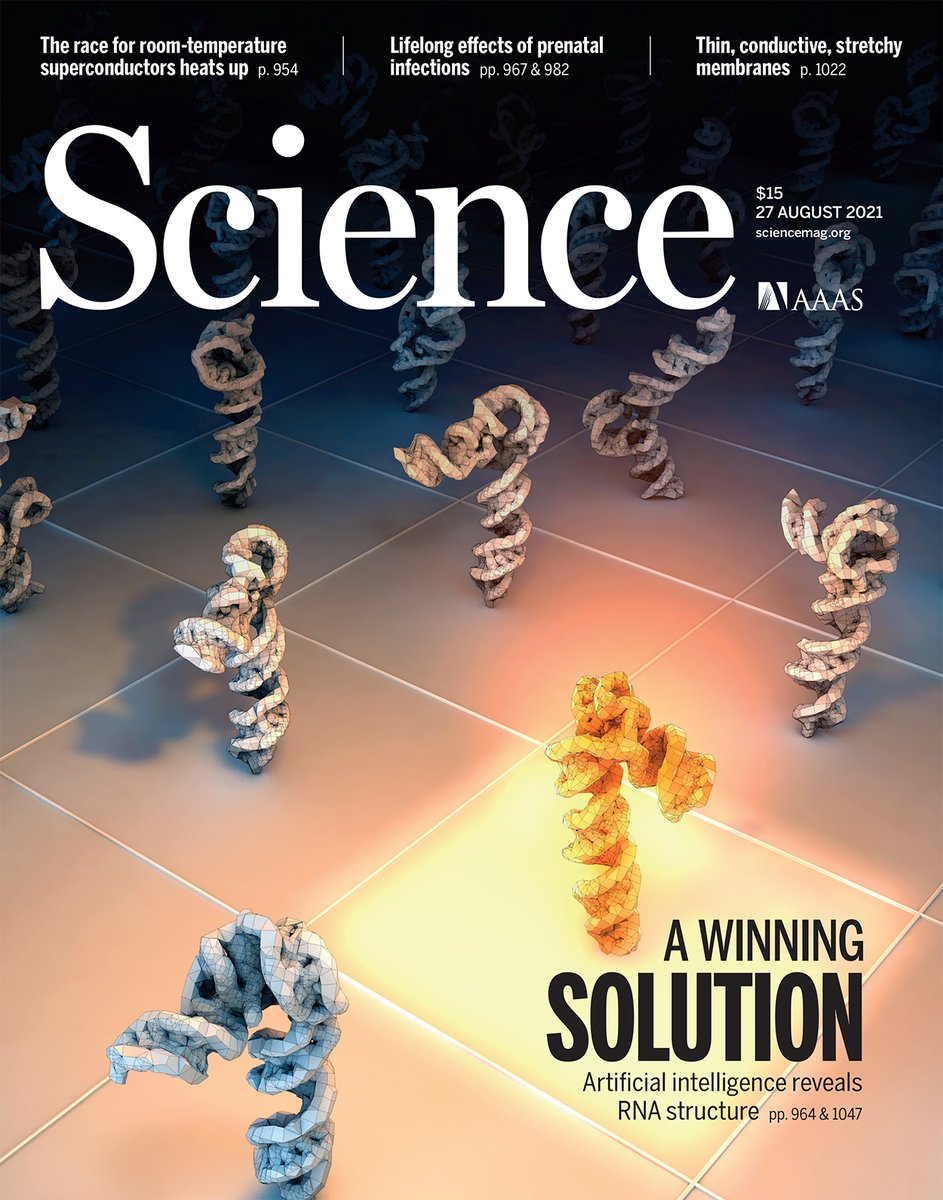 The race for room-temperature
superconductors heats up p. 954
Lifelong effects of prenatal
infections pp. 967 & 982
Thin, conductive, stretchy
membranes p. 1022
Science
$15
27 AUGUST 2021
sciencemag.org
AAAS
A WINNING
SOLUTION
Artificial intelligence reveals
RNA structure pp. 964 & 1047